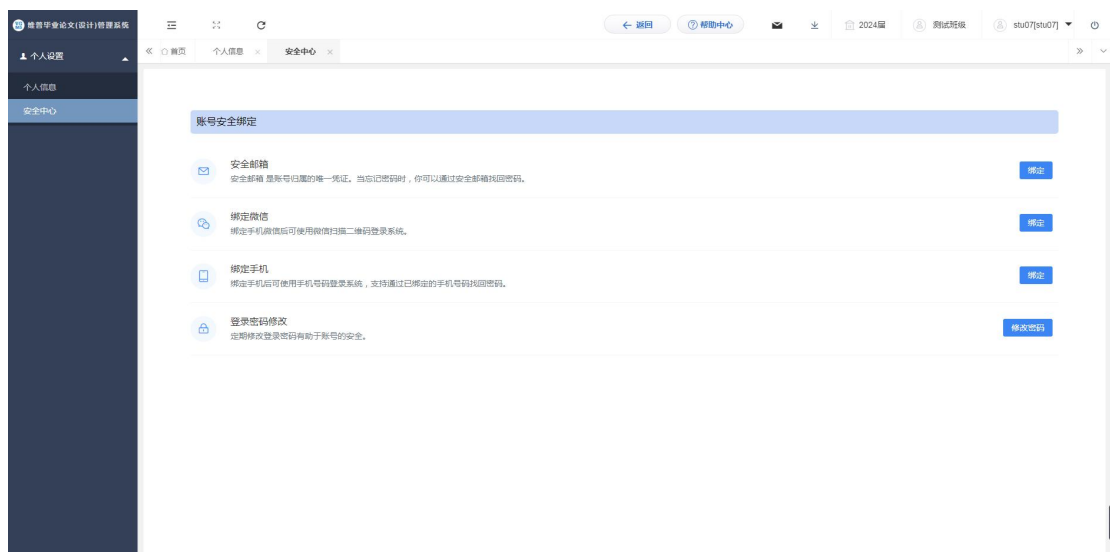 维普毕业论文(设计)管理系统
返回
帮助中心
2024届
测试班级
stu07[stu07]
个人设置
首页
个人信息
安全中心
个人信息
安全中心
账号安全绑定
安全邮箱
安全邮箱 是账号归属的唯一凭证。当忘记密码时，你可以通过安全邮箱找回密码。
绑定
绑定微信
绑定手机微信后可使用微信扫描二维码登录系统。
绑定
绑定手机
绑定手机后可使用手机号码登录系统，支持通过已绑定的手机号码找回密码。
绑定
登录密码修改
定期修改登录密码有助于账号的安全。
修改密码